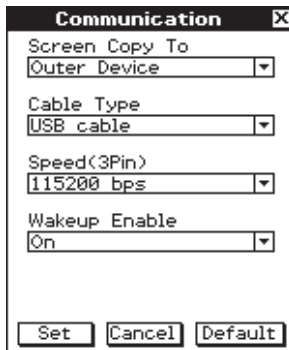 Communication X
Screen Copy To
Outer Device
Cable Type
USB cable
Speed(3Pin)
115200 bps
Wakeup Enable
On
Set Cancel Default